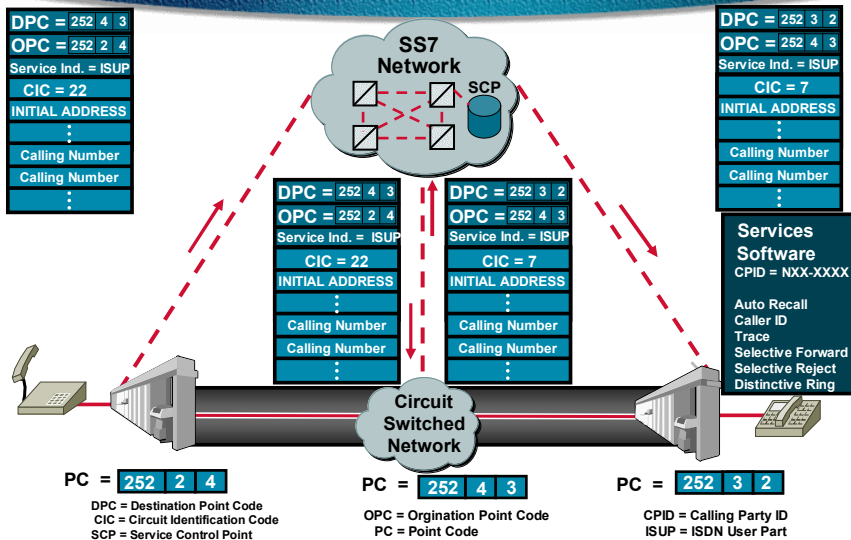 DPC = 252 4 3
OPC = 252 2 4
Service Ind. = ISUP
CIC = 22
INITIAL ADDRESS
Calling Number
Calling Number
SS7
Network
SCP
DPC = 252 3 2
OPC = 252 4 3
Service Ind. = ISUP
CIC = 7
INITIAL ADDRESS
Calling Number
Calling Number
DPC = 252 4 3
OPC = 252 2 4
Service Ind. = ISUP
CIC = 22
INITIAL ADDRESS
Calling Number
Calling Number
DPC = 252 3 2
OPC = 252 4 3
Service Ind. = ISUP
CIC = 7
INITIAL ADDRESS
Calling Number
Calling Number
Services
Software
CPID = NXX-XXXX
Auto Recall
Caller ID
Trace
Selective Forward
Selective Reject
Distinctive Ring
Circuit
Switched
Network
PC = 252 2 4
PC = 252 4 3
PC = 252 3 2
DPC = Destination Point Code
CIC = Circuit Identification Code
SCP = Service Control Point
OPC = Orgination Point Code
PC = Point Code
CPID = Calling Party ID
ISUP = ISDN User Part